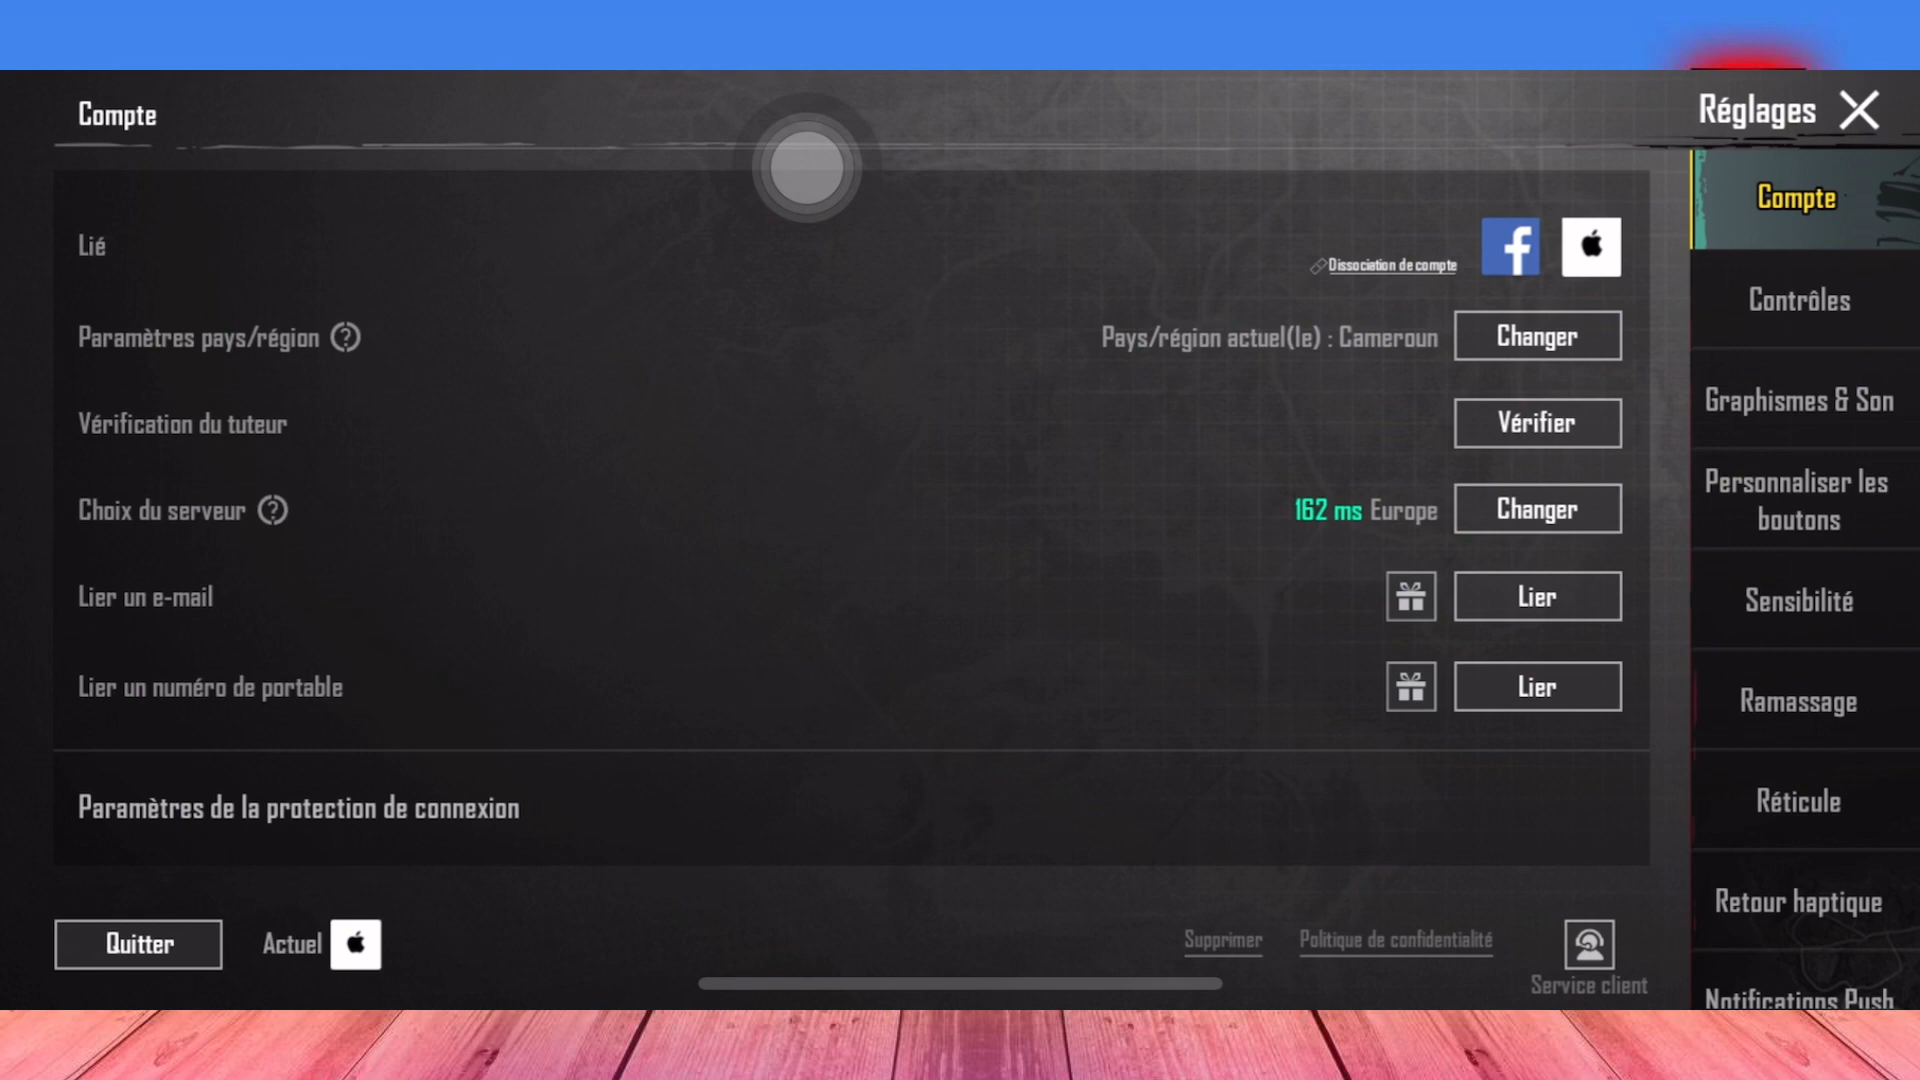 Compte
Réglages
Lié
Dissociation de compte
Paramètres pays/région
Pays/région actuel(le) : Cameroun
Changer
Vérification du tuteur
Vérifier
Choix du serveur
162 ms Europe
Changer
Lier un e-mail
Lier
Lier un numéro de portable
Lier
Paramètres de la protection de connexion
Quitter
Actuel
Supprimer
Politique de confidentialité
Service client
Compte
Contrôles
Graphismes & Son
Personnaliser les
boutons
Sensibilité
Ramassage
Réticule
Retour haptique
Notifications Push